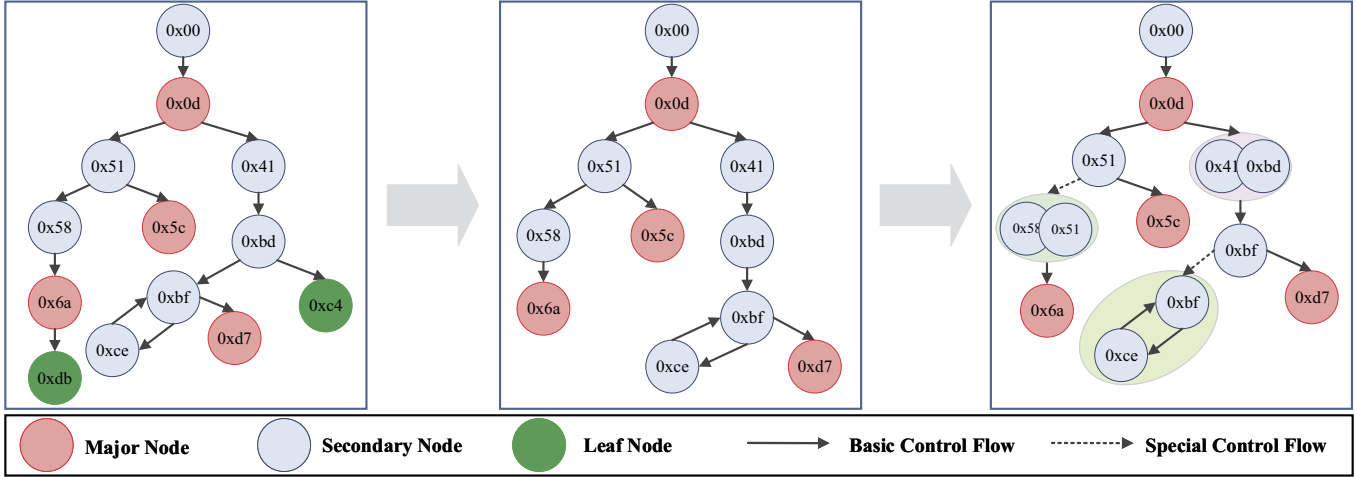 0x00
0x0d
0x51 0x41
0x58 0x5c
0xbd
0x6a 0xbf 0xc4
0xce 0xd7
0xdb
0x00
0x0d
0x51 0x41
0x58 0x5c 0xbd
0x6a 0xbf
0xce 0xd7
0x00
0x0d
0x51 0x41 0xbd
0x58 0x51 0x5c
0xbf
0x6a 0xbf 0xd7
0xce
Major Node Secondary Node Leaf Node Basic Control Flow Special Control Flow